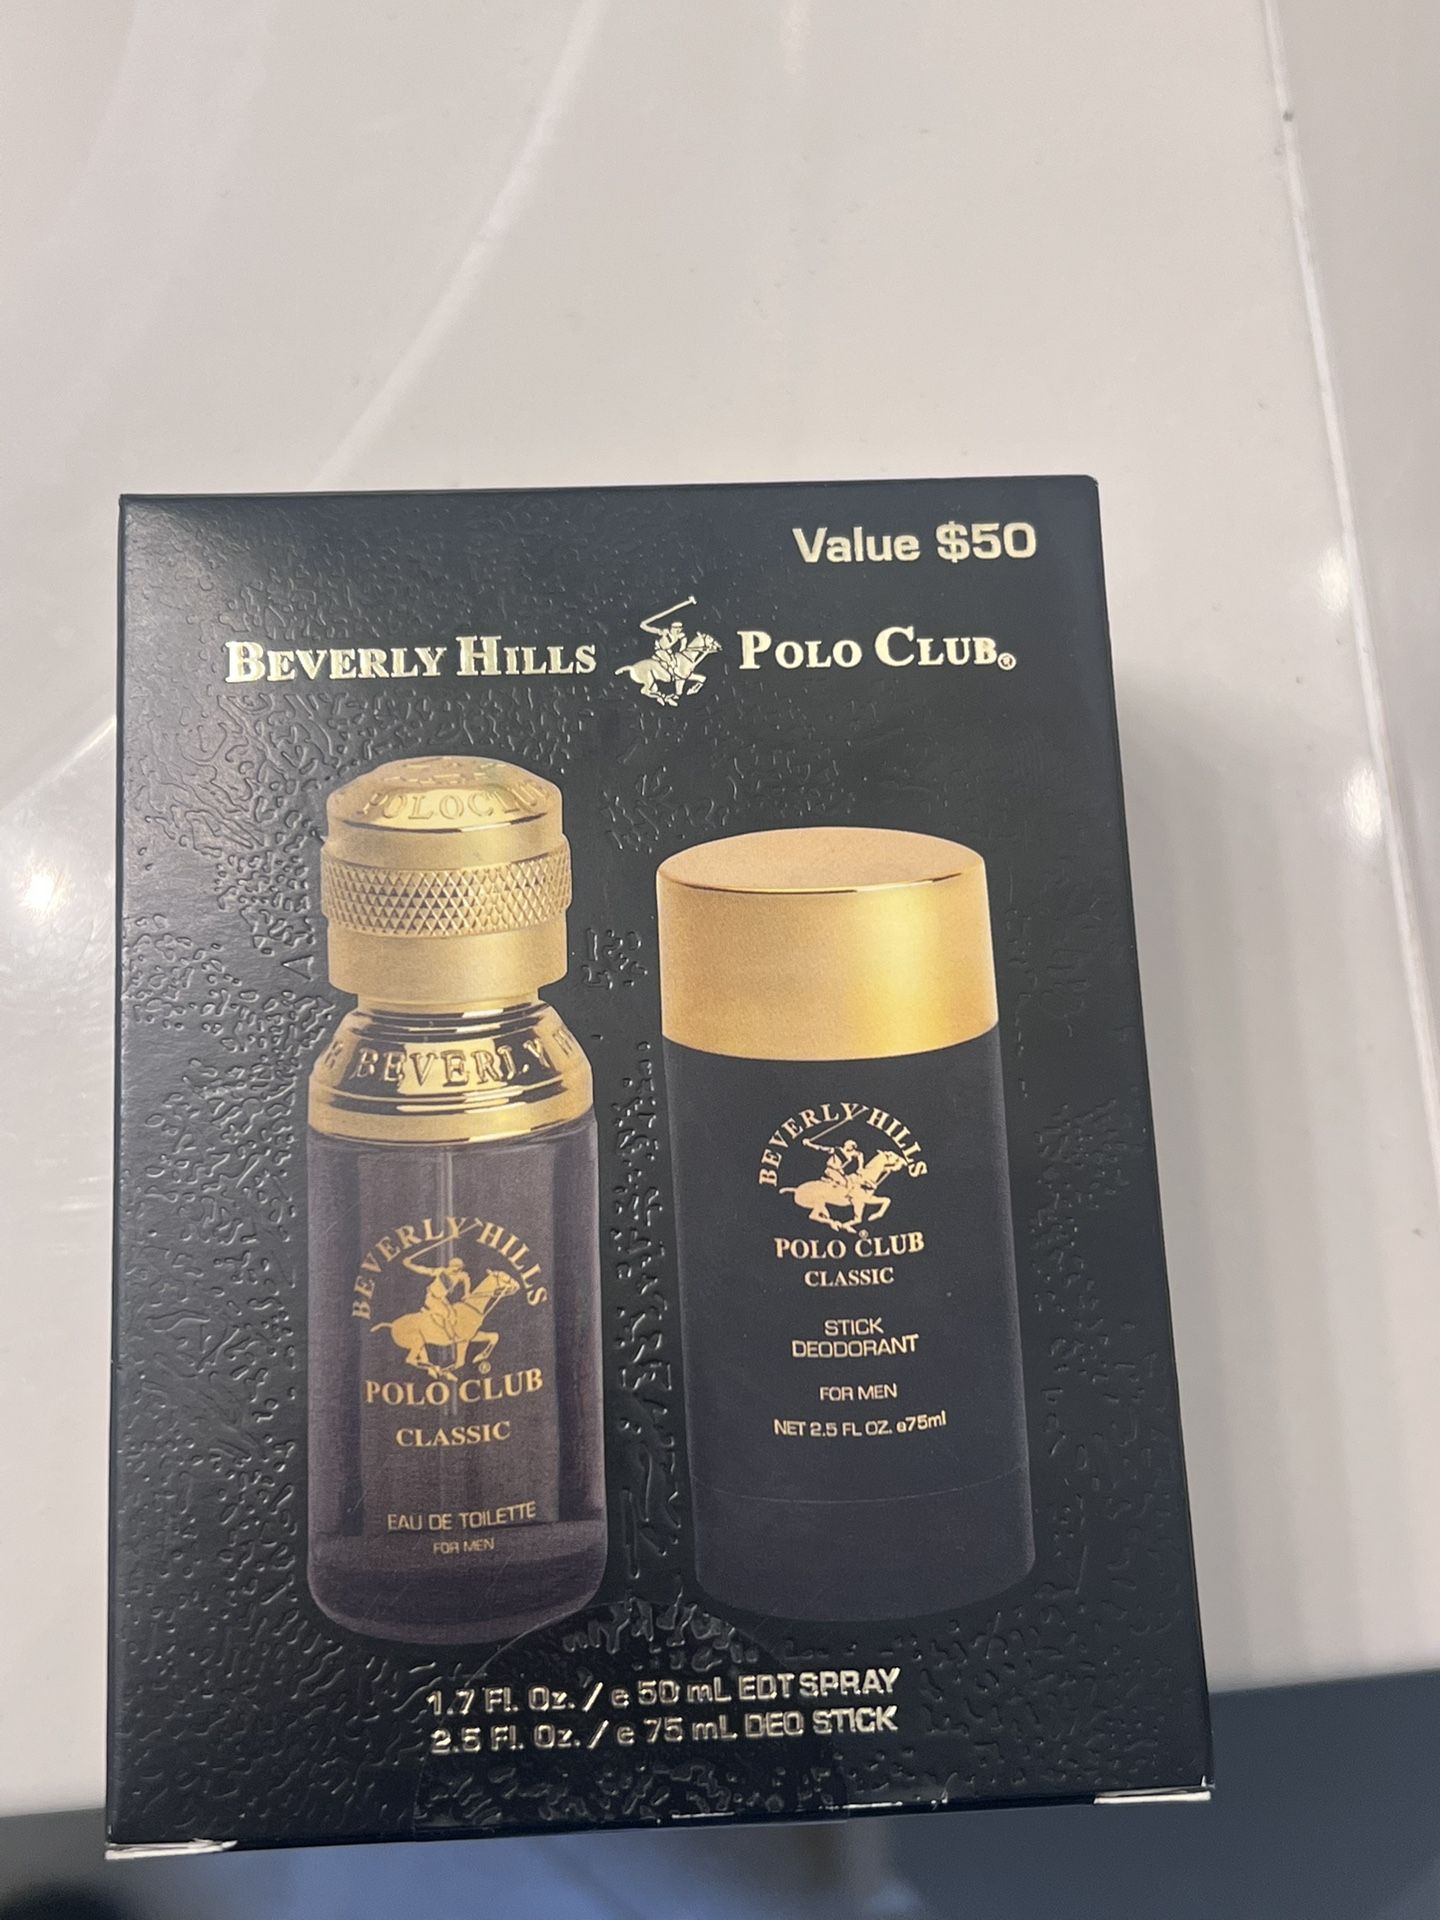 Value $50
BEVERLY HILLS POLO CLUB®
POLO CLU
BEVERLY H
BEVERLY HILLS
POLO CLUB®
CLASSIC
EAU DE TOILETTE
FOR MEN
BEVERLY HILLS
POLO CLUB®
CLASSIC
STICK
DEODORANT
FOR MEN
NET 2.5 FL OZ. e75ml
1.7 Fl. Oz. / e 50 mL EDT SPRAY
2.5 Fl. Oz. / e 75 mL DEO STICK